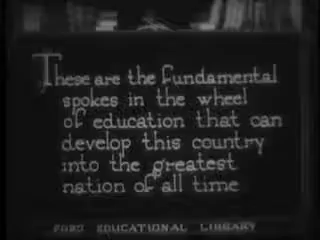 These are the fundamental
spokes in the wheel
of education that can
develop this country
into the greatest
nation of all time
FORD EDUCATIONAL LIBRARY